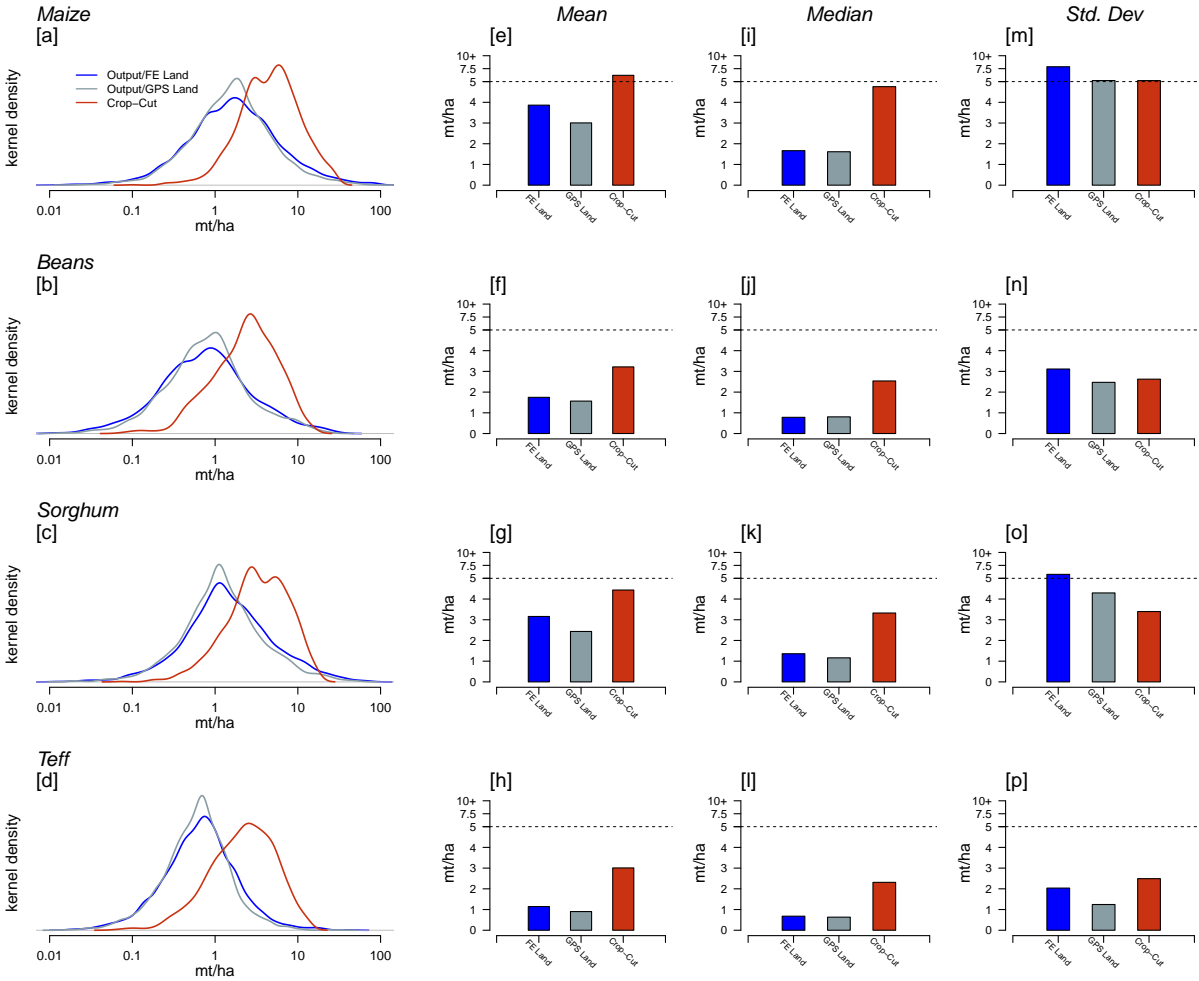 Maize
Mean
Median
Std. Dev
[a]
[e]
[i]
[m]
Output/FE Land
Output/GPS Land
Crop−Cut
kernel density
0.01 0.1 1 10 100
mt/ha
mt/ha
10+
7.5
5
4
3
2
1
0
FE Land
GPS Land
Crop−Cut
mt/ha
10+
7.5
5
4
3
2
1
0
FE Land
GPS Land
Crop−Cut
mt/ha
10+
7.5
5
4
3
2
1
0
FE Land
GPS Land
Crop−Cut
Beans
[b]
[f]
[j]
[n]
kernel density
0.01 0.1 1 10 100
mt/ha
mt/ha
10+
7.5
5
4
3
2
1
0
FE Land
GPS Land
Crop−Cut
mt/ha
10+
7.5
5
4
3
2
1
0
FE Land
GPS Land
Crop−Cut
mt/ha
10+
7.5
5
4
3
2
1
0
FE Land
GPS Land
Crop−Cut
Sorghum
[c]
[g]
[k]
[o]
kernel density
0.01 0.1 1 10 100
mt/ha
mt/ha
10+
7.5
5
4
3
2
1
0
FE Land
GPS Land
Crop−Cut
mt/ha
10+
7.5
5
4
3
2
1
0
FE Land
GPS Land
Crop−Cut
mt/ha
10+
7.5
5
4
3
2
1
0
FE Land
GPS Land
Crop−Cut
Teff
[d]
[h]
[l]
[p]
kernel density
0.01 0.1 1 10 100
mt/ha
mt/ha
10+
7.5
5
4
3
2
1
0
FE Land
GPS Land
Crop−Cut
mt/ha
10+
7.5
5
4
3
2
1
0
FE Land
GPS Land
Crop−Cut
mt/ha
10+
7.5
5
4
3
2
1
0
FE Land
GPS Land
Crop−Cut